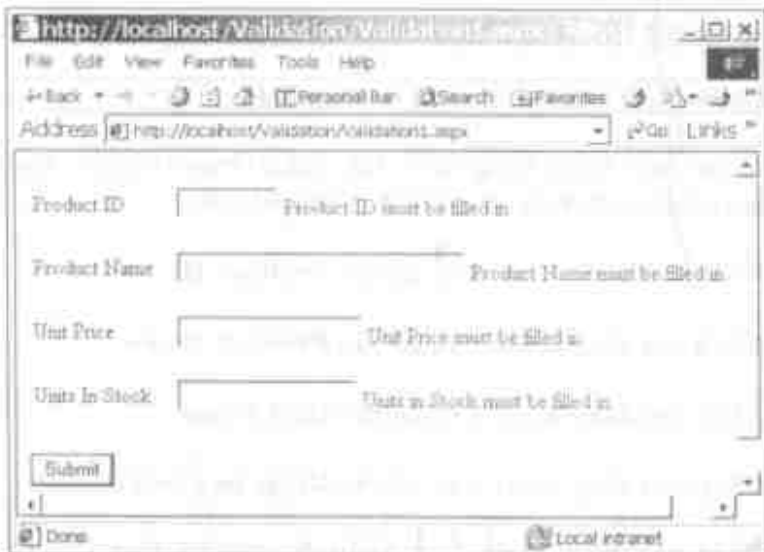 http://localhost/Validation/Validation1.aspx
File Edit View Favorites Tools Help
Back Personal Bar Search Favorites
Address http://localhost/Validation/Validation1.aspx Go Links
Product ID Product ID must be filled in
Product Name Product Name must be filled in
Unit Price Unit Price must be filled in
Units In Stock Units in Stock must be filled in
Submit
Done Local intranet